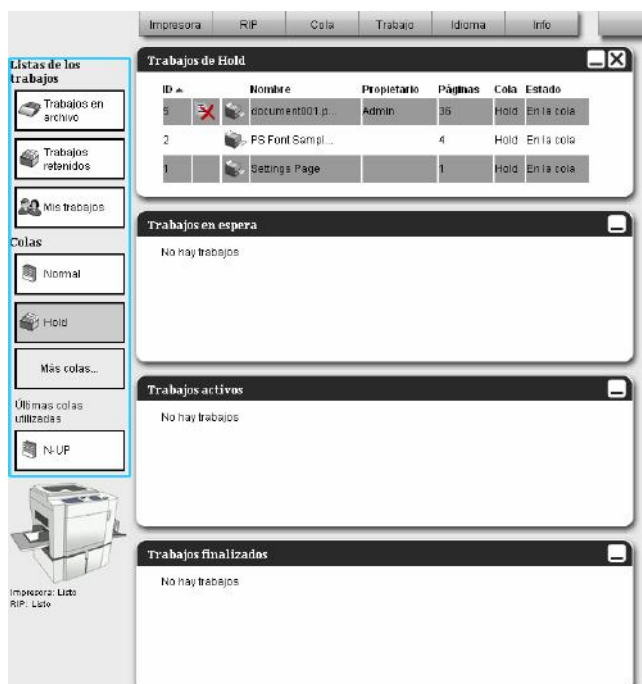 Impresora RIP Cola Trabajo Idioma Info
Listas de los
trabajos
Trabajos en
archivo
Trabajos
retenidos
Mis trabajos
Colas
Normal
Hold
Más colas...
Últimas colas
utilizadas
N-UP
Impresora: Listo
RIP: Listo
Trabajos de Hold
ID Nombre Propietario Páginas Cola Estado
5 document001.p... Admin 36 Hold En la cola
2 PS Font Sampl... 4 Hold En la cola
1 Settings Page 1 Hold En la cola
Trabajos en espera
No hay trabajos
Trabajos activos
No hay trabajos
Trabajos finalizados
No hay trabajos